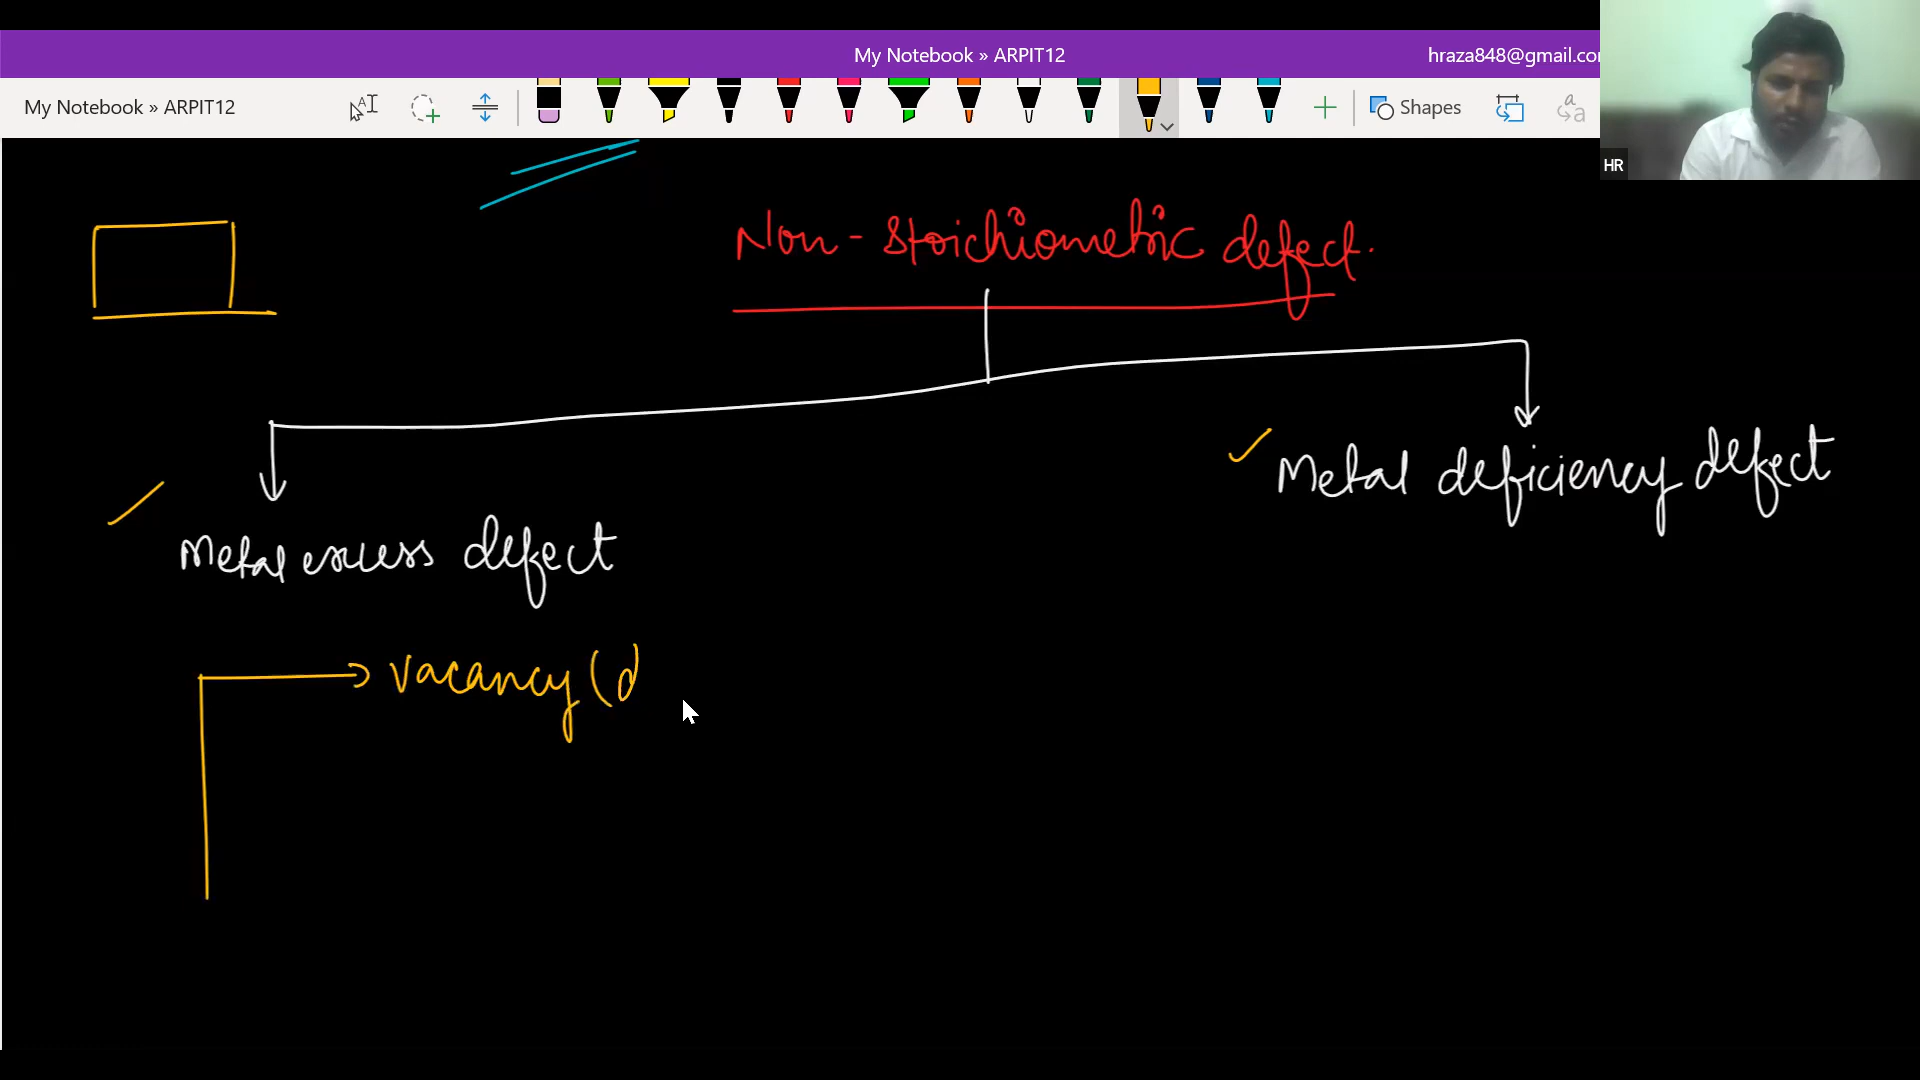 My Notebook » ARPIT12
hraza848@gmail.co
My Notebook » ARPIT12
Shapes
HR
Non-Stoichiometric defect.
Metal deficiency defect
Metal excess defect
vacancy (d